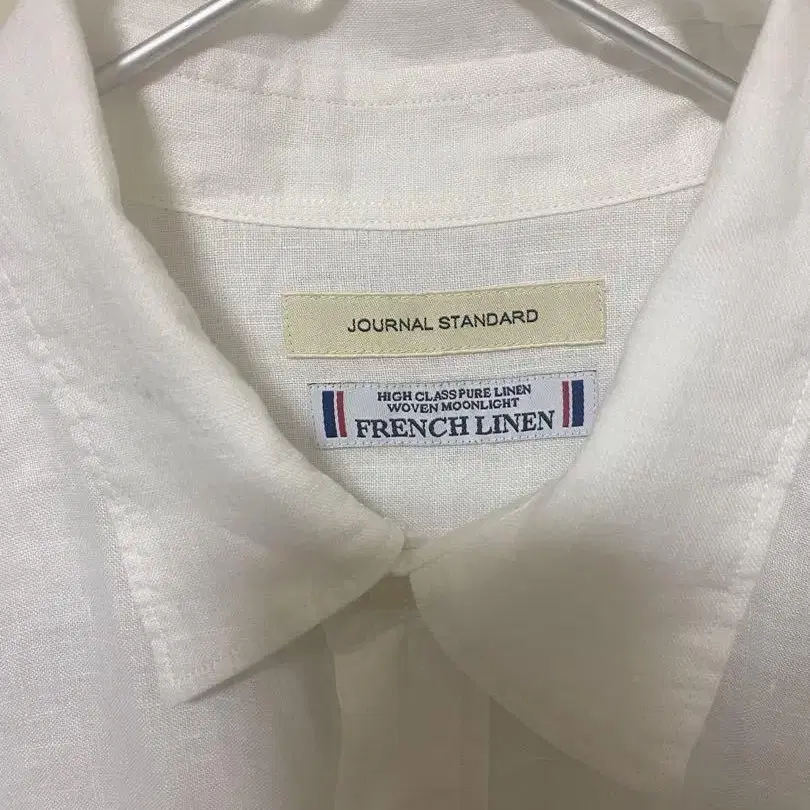 JOURNAL STANDARD
HIGH CLASS PURE LINEN
WOVEN MOONLIGHT
FRENCH LINEN